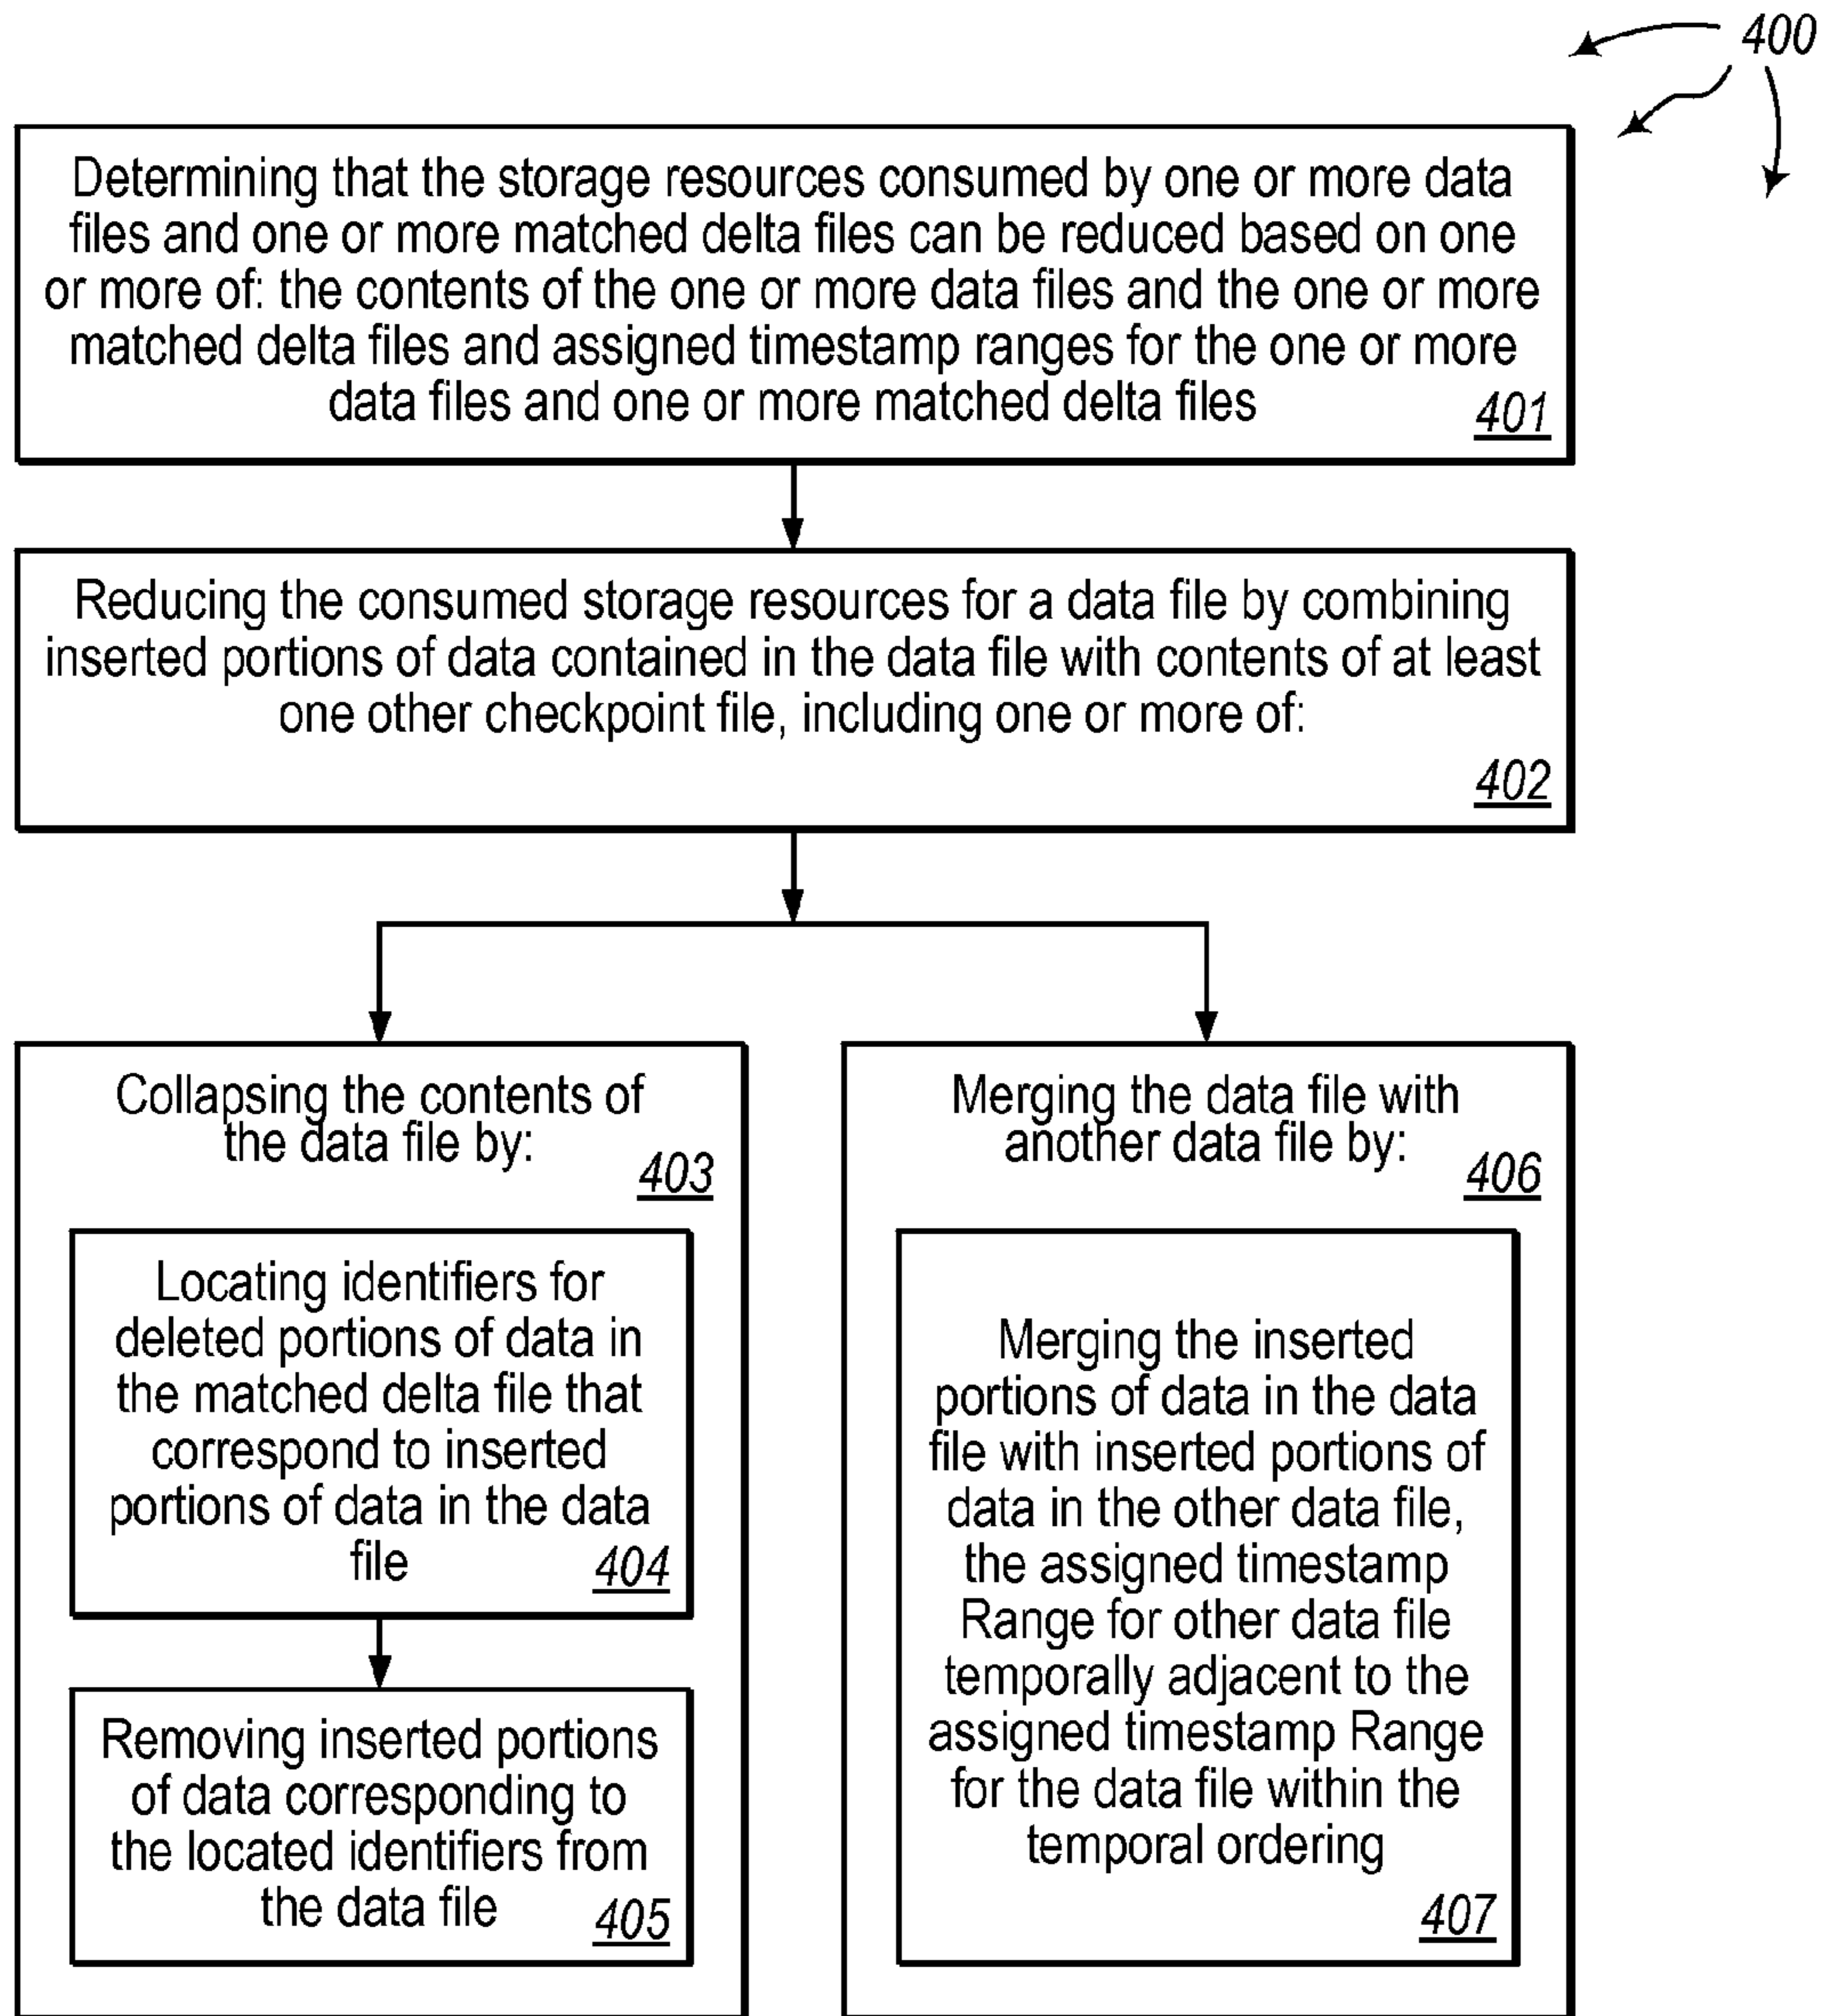 400
Determining that the storage resources consumed by one or more data
files and one or more matched delta files can be reduced based on one
or more of: the contents of the one or more data files and the one or more
matched delta files and assigned timestamp ranges for the one or more
data files and one or more matched delta files
401
Reducing the consumed storage resources for a data file by combining
inserted portions of data contained in the data file with contents of at least
one other checkpoint file, including one or more of:
402
Collapsing the contents of
the data file by:
403
Locating identifiers for
deleted portions of data in
the matched delta file that
correspond to inserted
portions of data in the data
file
404
Removing inserted portions
of data corresponding to
the located identifiers from
the data file
405
Merging the data file with
another data file by:
406
Merging the inserted
portions of data in the data
file with inserted portions of
data in the other data file,
the assigned timestamp
Range for other data file
temporally adjacent to the
assigned timestamp Range
for the data file within the
temporal ordering
407